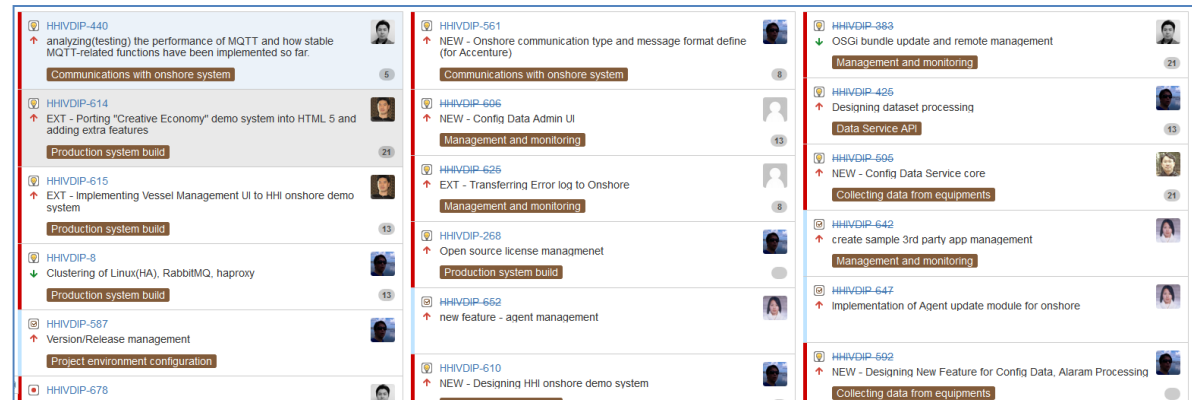 HHIVDIP-440
analyzing(testing) the performance of MQTT and how stable
MQTT-related functions have been implemented so far.
Communications with onshore system
5
HHIVDIP-614
EXT - Porting "Creative Economy" demo system into HTML 5 and
adding extra features
Production system build
21
HHIVDIP-615
EXT - Implementing Vessel Management UI to HHI onshore demo
system
Production system build
13
HHIVDIP-8
Clustering of Linux(HA), RabbitMQ, haproxy
Production system build
13
HHIVDIP-587
Version/Release management
Project environment configuration
HHIVDIP-678
HHIVDIP-561
NEW - Onshore communication type and message format define
(for Accenture)
Communications with onshore system
8
HHIVDIP-606
NEW - Config Data Admin UI
Management and monitoring
13
HHIVDIP-625
EXT - Transferring Error log to Onshore
Management and monitoring
8
HHIVDIP-268
Open source license managmenet
Production system build
HHIVDIP-652
new feature - agent management
HHIVDIP-610
NEW - Designing HHI onshore demo system
HHIVDIP-383
OSGi bundle update and remote management
Management and monitoring
21
HHIVDIP-425
Designing dataset processing
Data Service API
13
HHIVDIP-595
NEW - Config Data Service core
Collecting data from equipments
21
HHIVDIP-642
create sample 3rd party app management
Management and monitoring
HHIVDIP-647
Implementation of Agent update module for onshore
HHIVDIP-592
NEW - Designing New Feature for Config Data, Alaram Processing
Collecting data from equipments